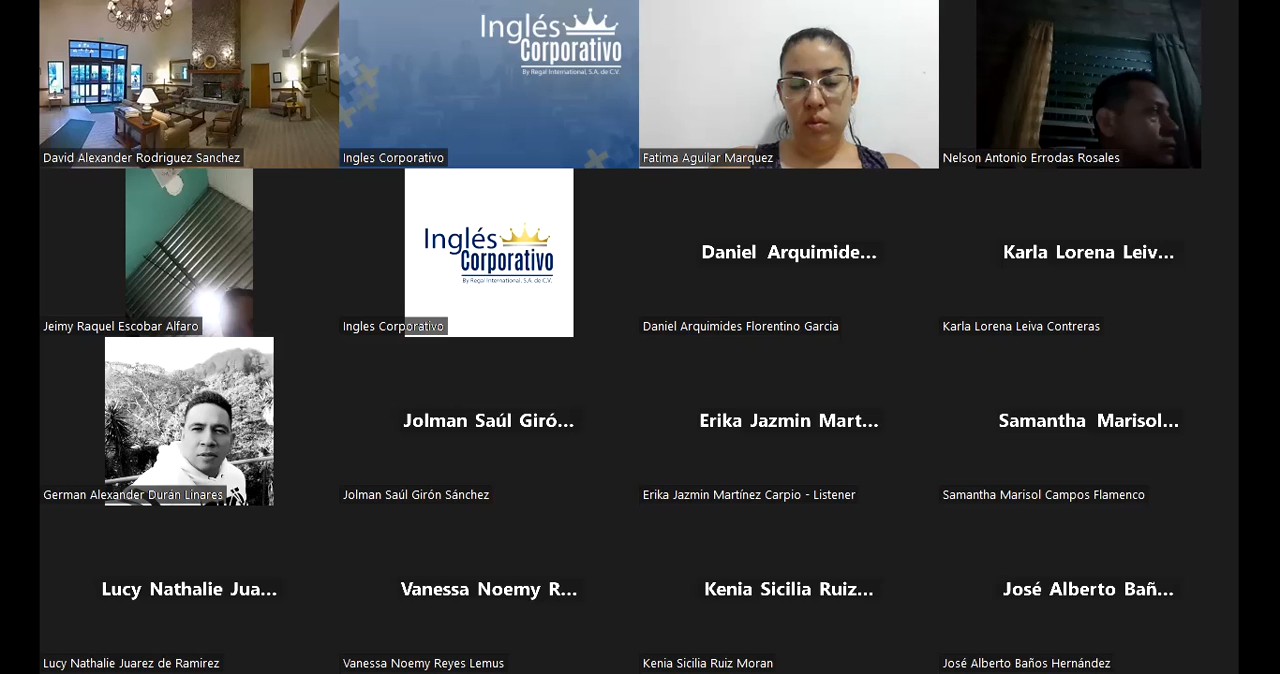 Inglés
Corporativo
By Regal International, S.A. de C.V.
David Alexander Rodriguez Sanchez
Ingles Corporativo
Fatima Aguilar Marquez
Nelson Antonio Errodas Rosales
Inglés
Corporativo
By Regal International, S.A. de C.V.
Daniel Arquimide...
Karla Lorena Leiv...
Jeimy Raquel Escobar Alfaro
Ingles Corporativo
Daniel Arquimides Florentino Garcia
Karla Lorena Leiva Contreras
Jolman Saúl Giró...
Erika Jazmin Mart...
Samantha Marisol...
German Alexander Durán Linares
Jolman Saúl Girón Sánchez
Erika Jazmin Martínez Carpio - Listener
Samantha Marisol Campos Flamenco
Lucy Nathalie Jua...
Vanessa Noemy R...
Kenia Sicilia Ruiz...
José Alberto Bañ...
Lucy Nathalie Juarez de Ramirez
Vanessa Noemy Reyes Lemus
Kenia Sicilia Ruiz Moran
José Alberto Baños Hernández